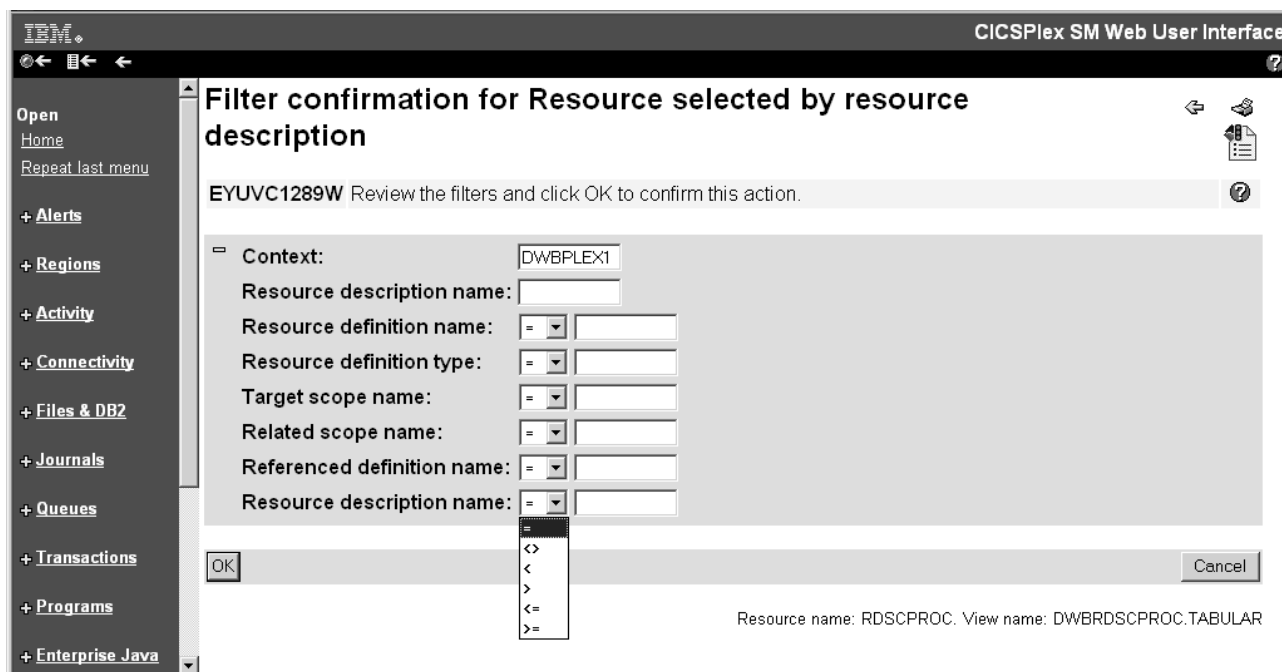 IBM.
CICSPlex SM Web User Interface
Open
Home
Repeat last menu
+ Alerts
+ Regions
+ Activity
+ Connectivity
+ Files & DB2
+ Journals
+ Queues
+ Transactions
+ Programs
+ Enterprise Java
Filter confirmation for Resource selected by resource
description
EYUVC1289W Review the filters and click OK to confirm this action.
Context: DWBPLEX1
Resource description name:
Resource definition name: =
Resource definition type: =
Target scope name: =
Related scope name: =
Referenced definition name: =
Resource description name: =
=
<>
<
>
<=
>=
OK
Cancel
Resource name: RDSCPROC. View name: DWBRDSCPROC.TABULAR